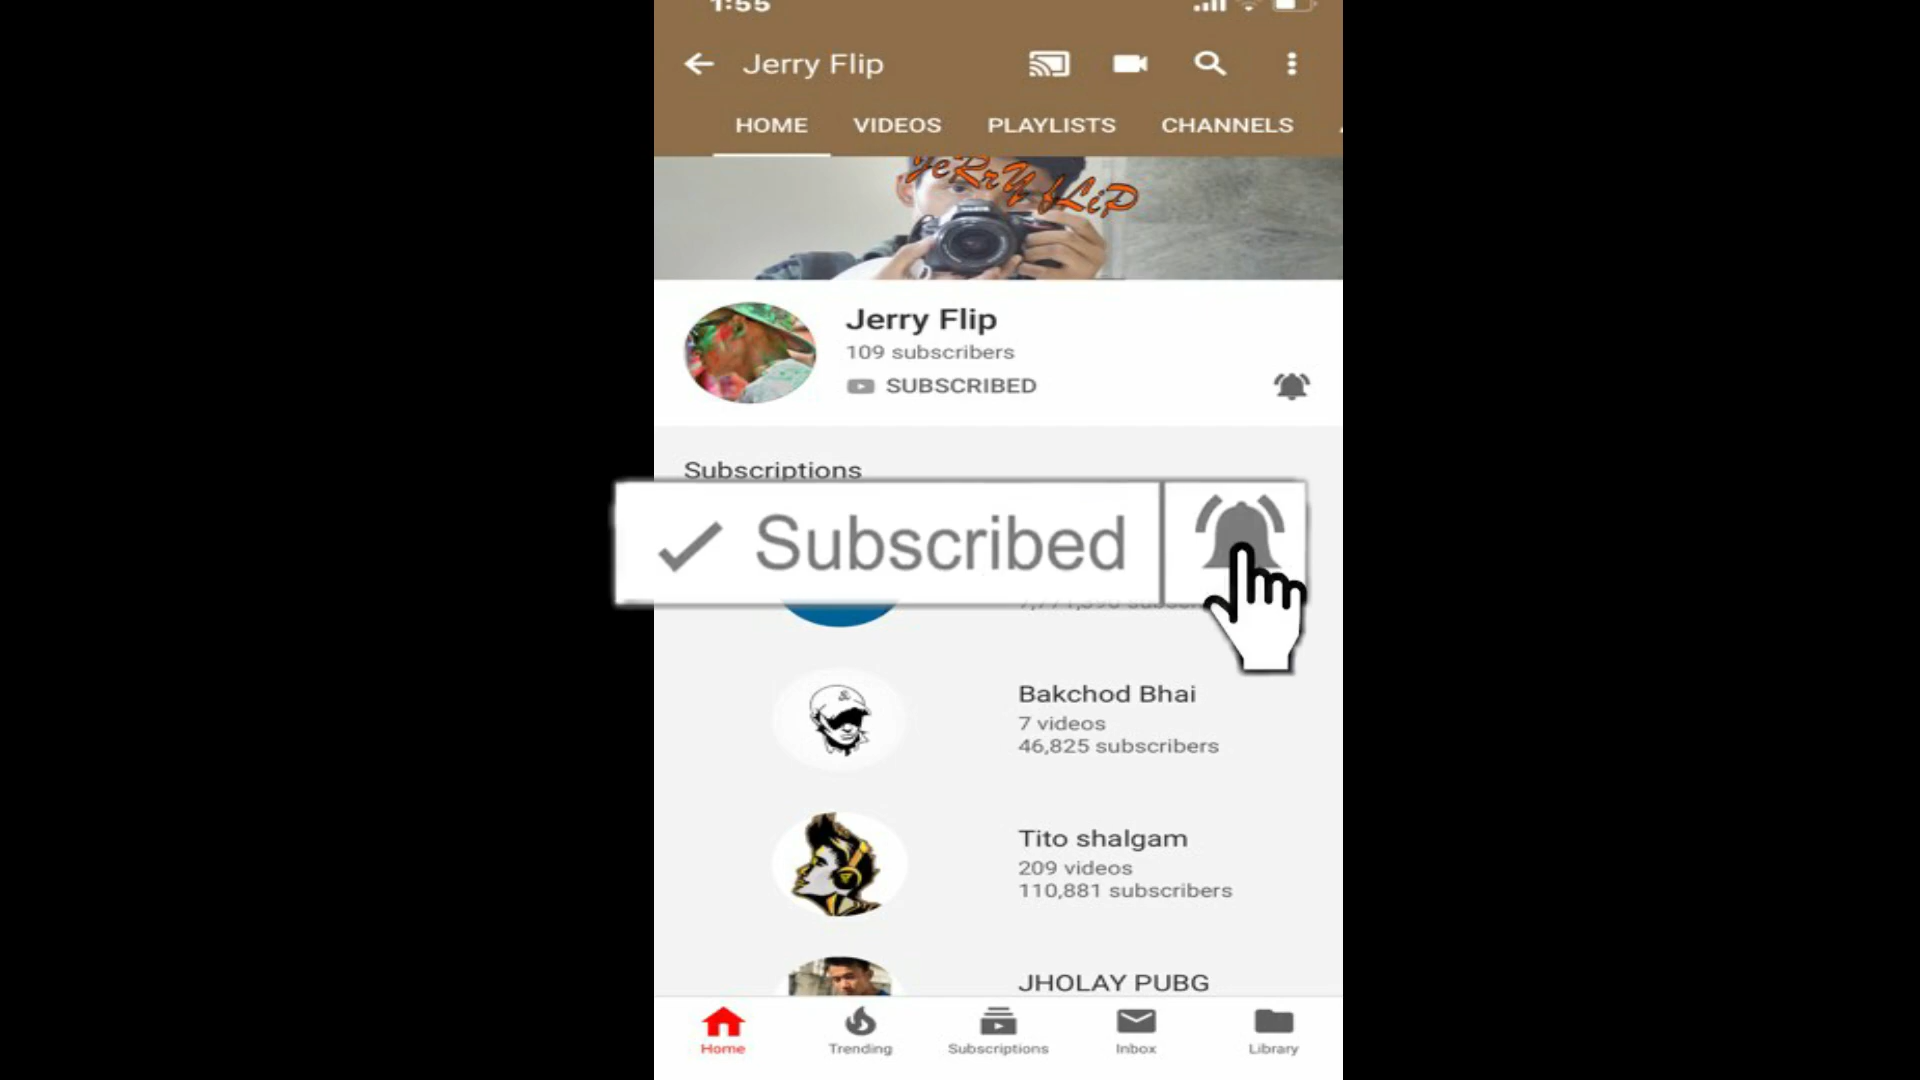 1:55
Jerry Flip
HOME VIDEOS PLAYLISTS CHANNELS
JeRrY fLiP
Jerry Flip
109 subscribers
SUBSCRIBED
Subscriptions
Subscribed
Bakchod Bhai
7 videos
46,825 subscribers
Tito shalgam
209 videos
110,881 subscribers
JHOLAY PUBG
Home Trending Subscriptions Inbox Library